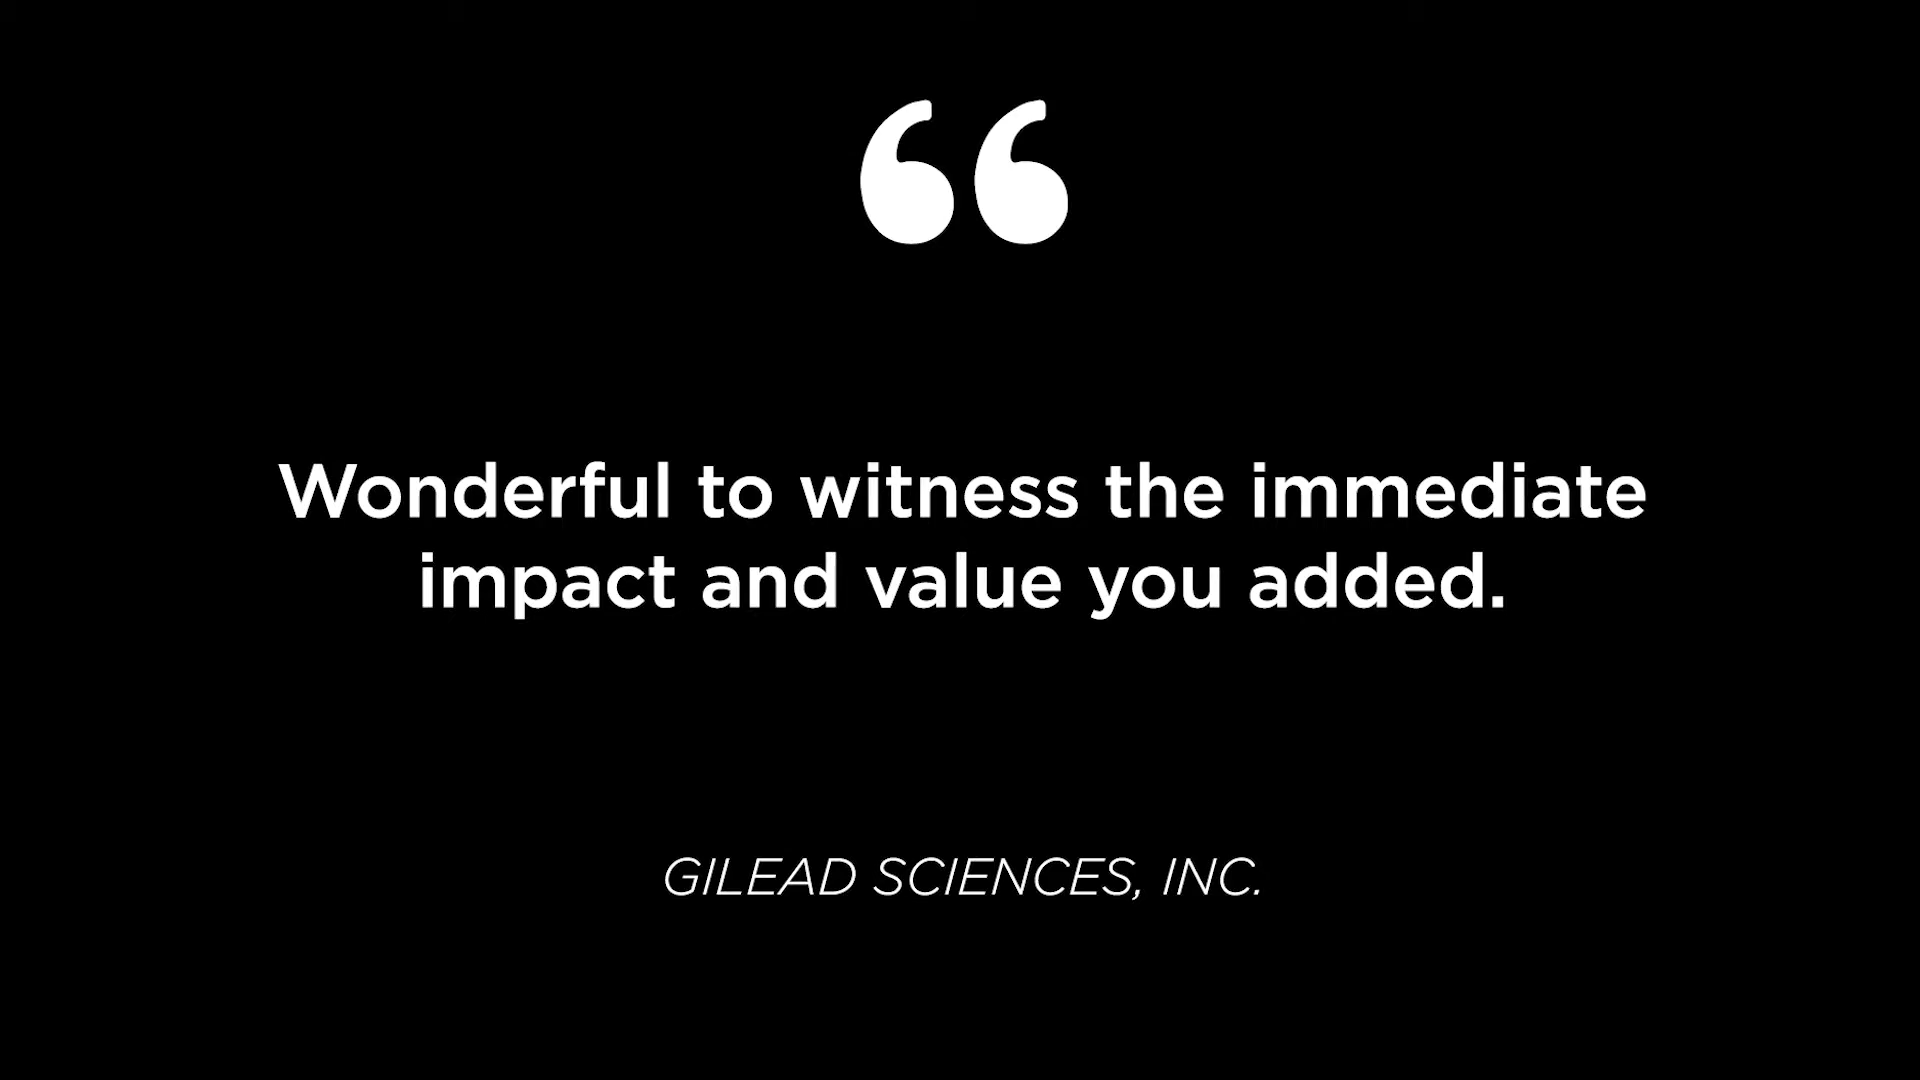 “
Wonderful to witness the immediate
impact and value you added.
GILEAD SCIENCES, INC.